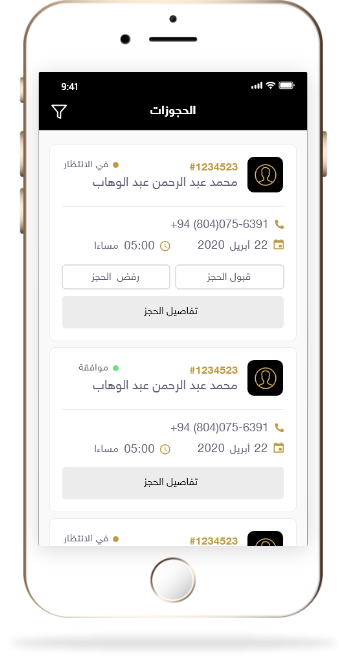 9:41
الحجوزات
#1234523
في الانتظار
محمد عبد الرحمن عبد الوهاب
+94 (804)075-6391
22 أبريل 2020
05:00 مساءا
قبول الحجز
رفض الحجز
تفاصيل الحجز
#1234523
موافقة
محمد عبد الرحمن عبد الوهاب
+94 (804)075-6391
22 أبريل 2020
05:00 مساءا
تفاصيل الحجز
#1234523
في الانتظار